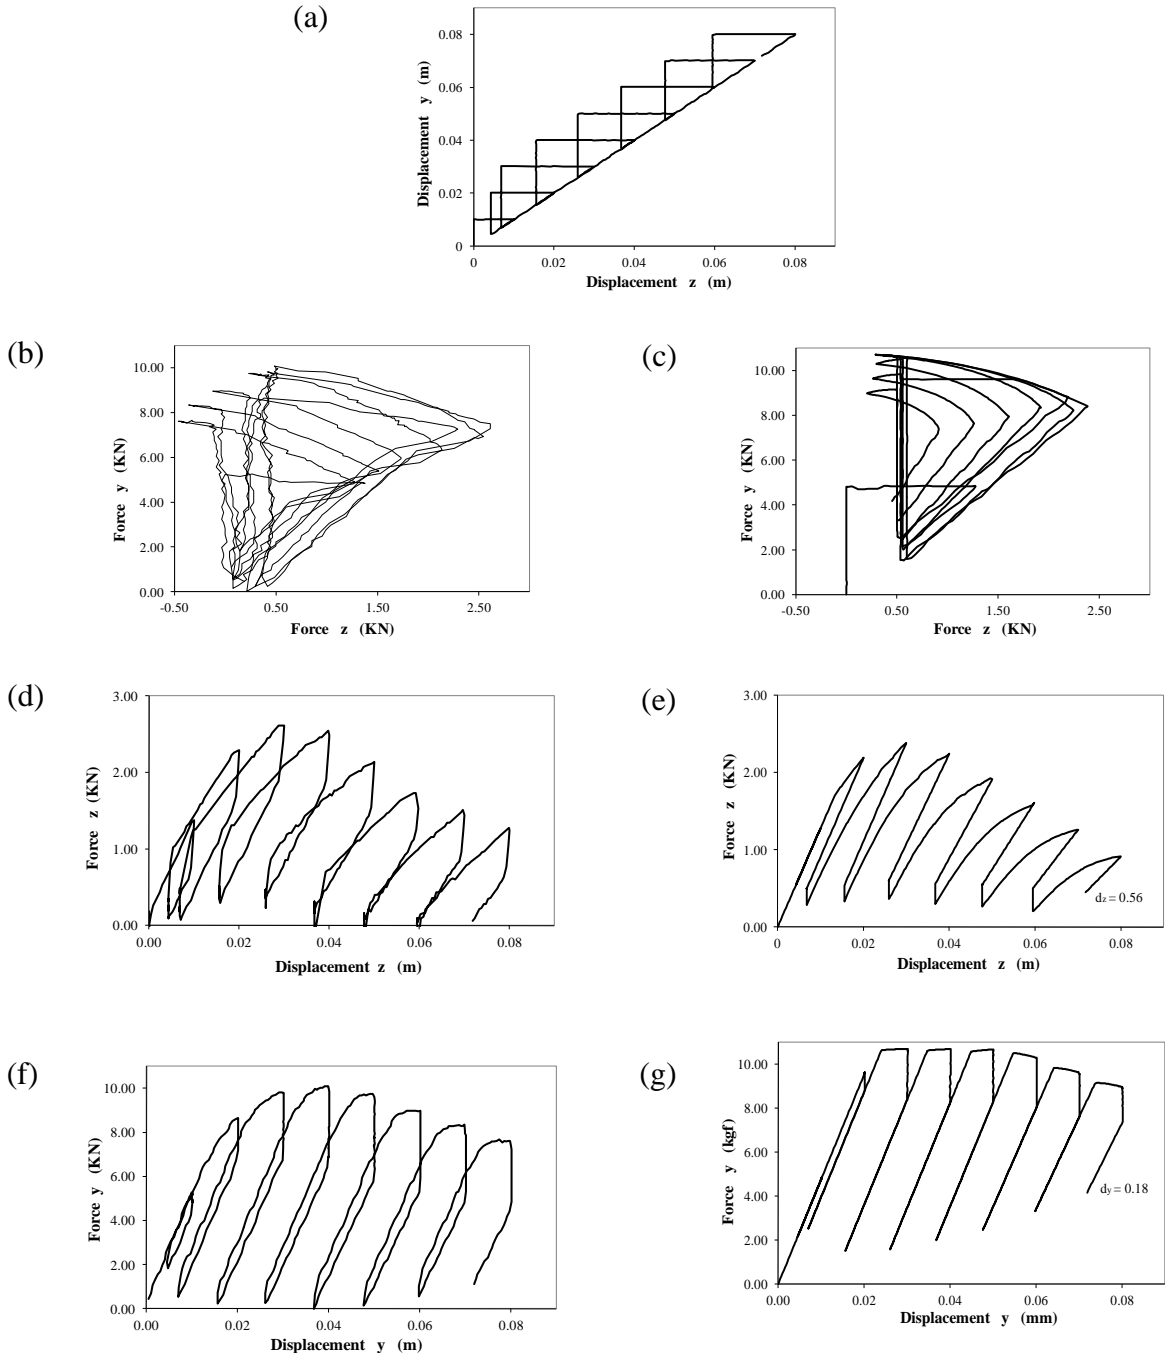 (a)
Displacement y (m)
0.08
0.06
0.04
0.02
0
0 0.02 0.04 0.06 0.08
Displacement z (m)
(b)
Force y (KN)
10.00
8.00
6.00
4.00
2.00
0.00
-0.50 0.50 1.50 2.50
Force z (KN)
(c)
Force y (KN)
10.00
8.00
6.00
4.00
2.00
0.00
-0.50 0.50 1.50 2.50
Force z (KN)
(d)
Force z (KN)
3.00
2.00
1.00
0.00
0.00 0.02 0.04 0.06 0.08
Displacement z (m)
(e)
Force z (KN)
3.00
2.00
1.00
0.00
dz = 0.56
0 0.02 0.04 0.06 0.08
Displacement z (m)
(f)
Force y (KN)
10.00
8.00
6.00
4.00
2.00
0.00
0.00 0.02 0.04 0.06 0.08
Displacement y (m)
(g)
Force y (kgf)
10.00
8.00
6.00
4.00
2.00
0.00
dy = 0.18
0.00 0.02 0.04 0.06 0.08
Displacement y (mm)